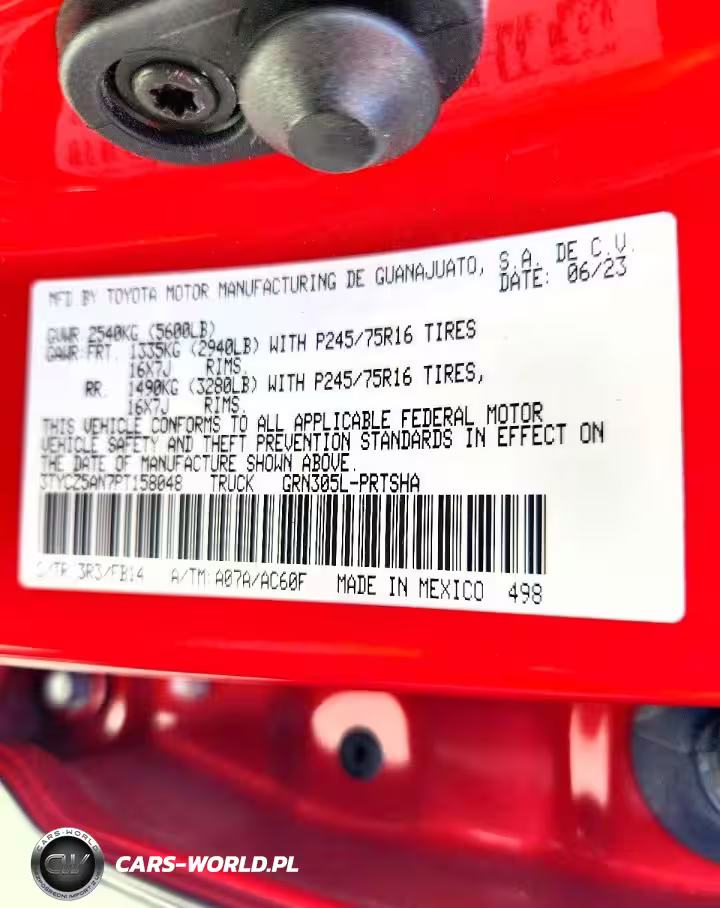 MFD BY TOYOTA MOTOR MANUFACTURING DE GUANAJUATO, S.A. DE C.V.
DATE: 06/23
GVWR 2540KG (5600LB)
GAWR FRT. 1335KG (2940LB) WITH P245/75R16 TIRES
16X7J RIMS.
RR. 1490KG (3280LB) WITH P245/75R16 TIRES,
16X7J RIMS.
THIS VEHICLE CONFORMS TO ALL APPLICABLE FEDERAL MOTOR
VEHICLE SAFETY AND THEFT PREVENTION STANDARDS IN EFFECT ON
THE DATE OF MANUFACTURE SHOWN ABOVE.
3TYCZ5AN7PT158048 TRUCK GRN305L-PRTSHA
C/TR:3R3/FB14 A/TM:A07A/AC60F MADE IN MEXICO 498
CARS-WORLD
CW
CARS-WORLD.PL